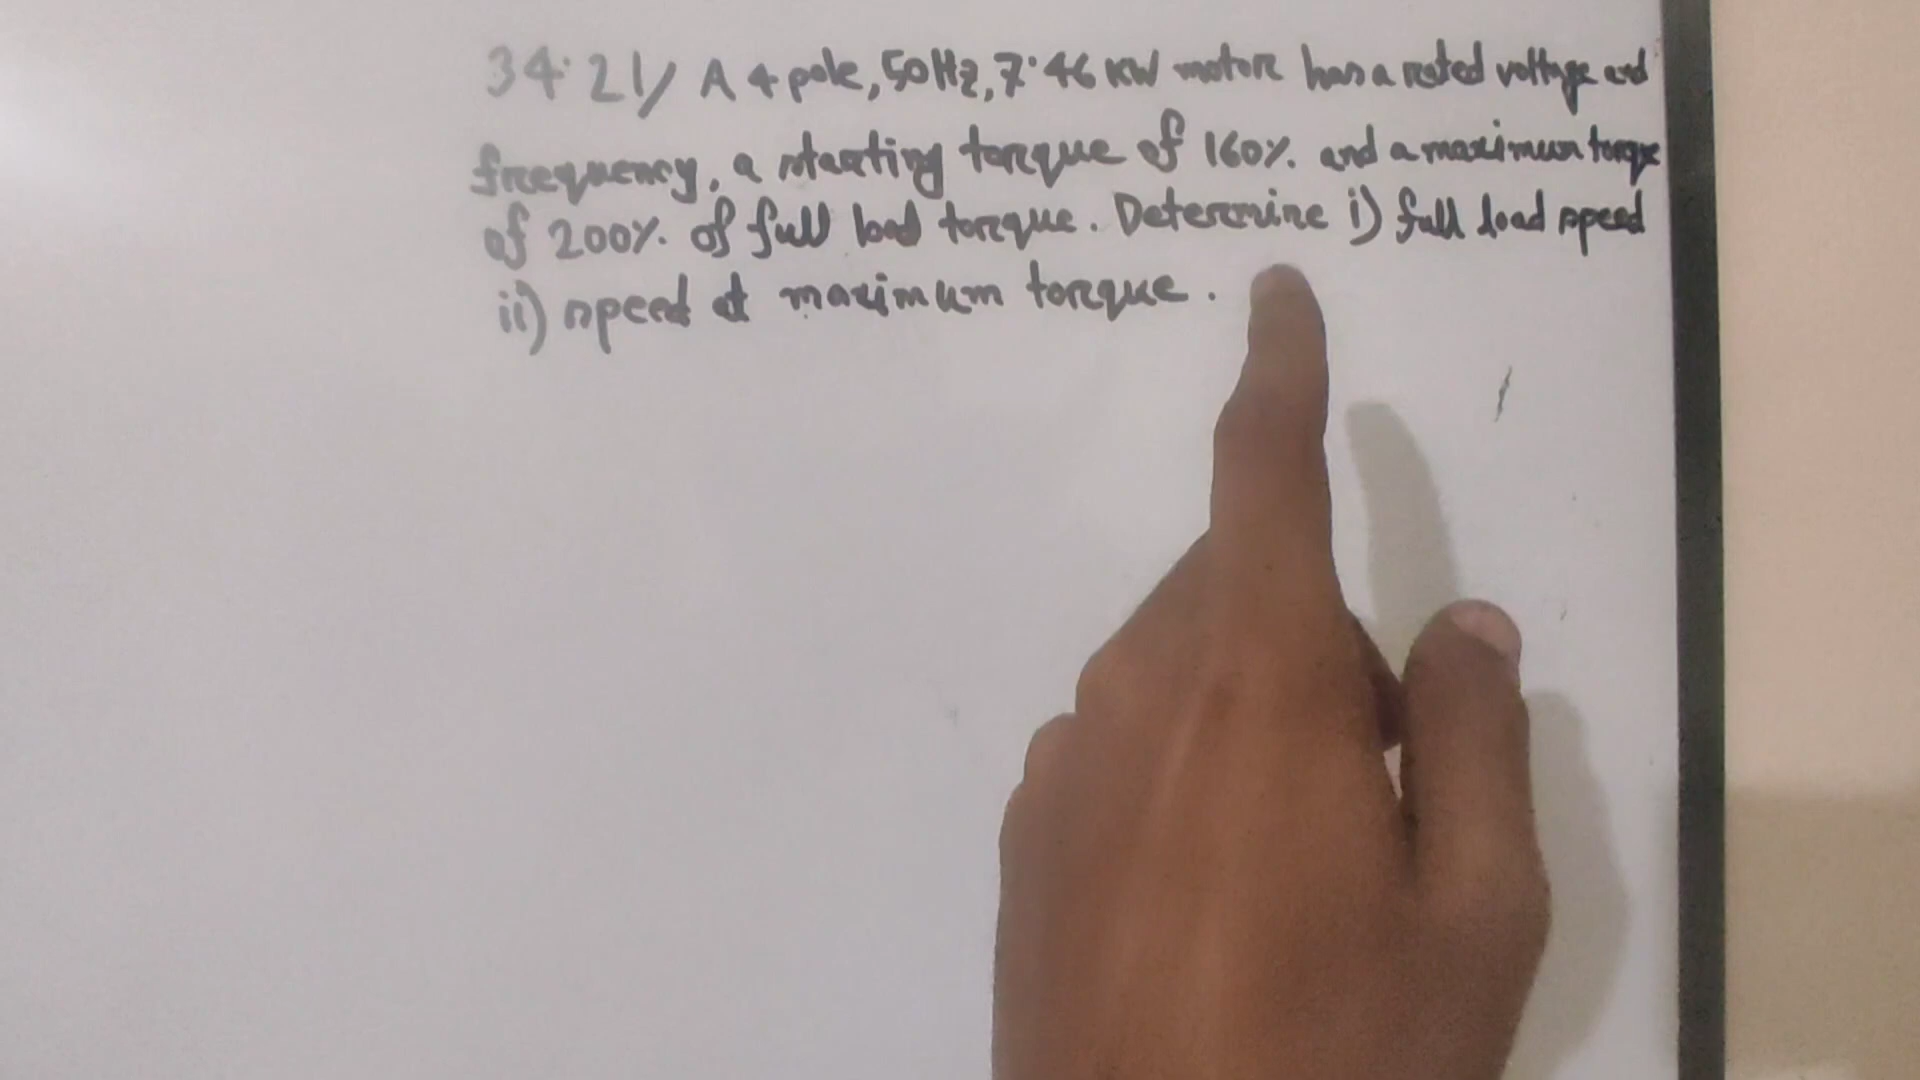 34.21/ A 4 pole, 50Hz, 7.46 KW motor has a rated voltage and
frequency, a starting torque of 160%. and a maximum torque
of 200%. of full load torque. Determine i) full load speed
ii) speed at maximum torque.